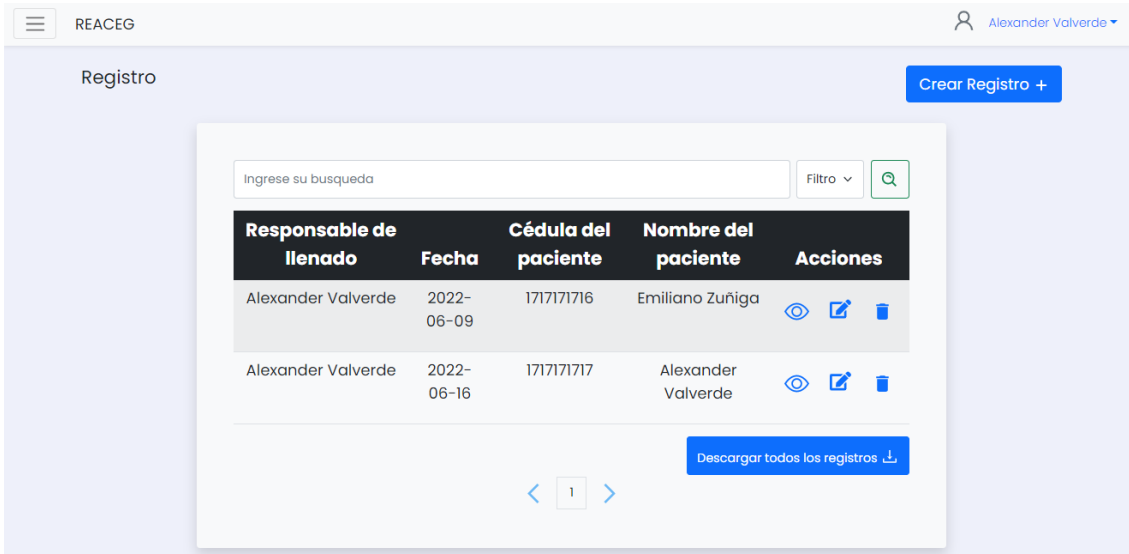 REACEG
Alexander Valverde
Registro
Crear Registro +
Ingrese su busqueda
Filtro
Responsable de llenado
Fecha
Cédula del paciente
Nombre del paciente
Acciones
Alexander Valverde
2022-06-09
1717171716
Emiliano Zuñiga
Alexander Valverde
2022-06-16
1717171717
Alexander Valverde
Descargar todos los registros
1